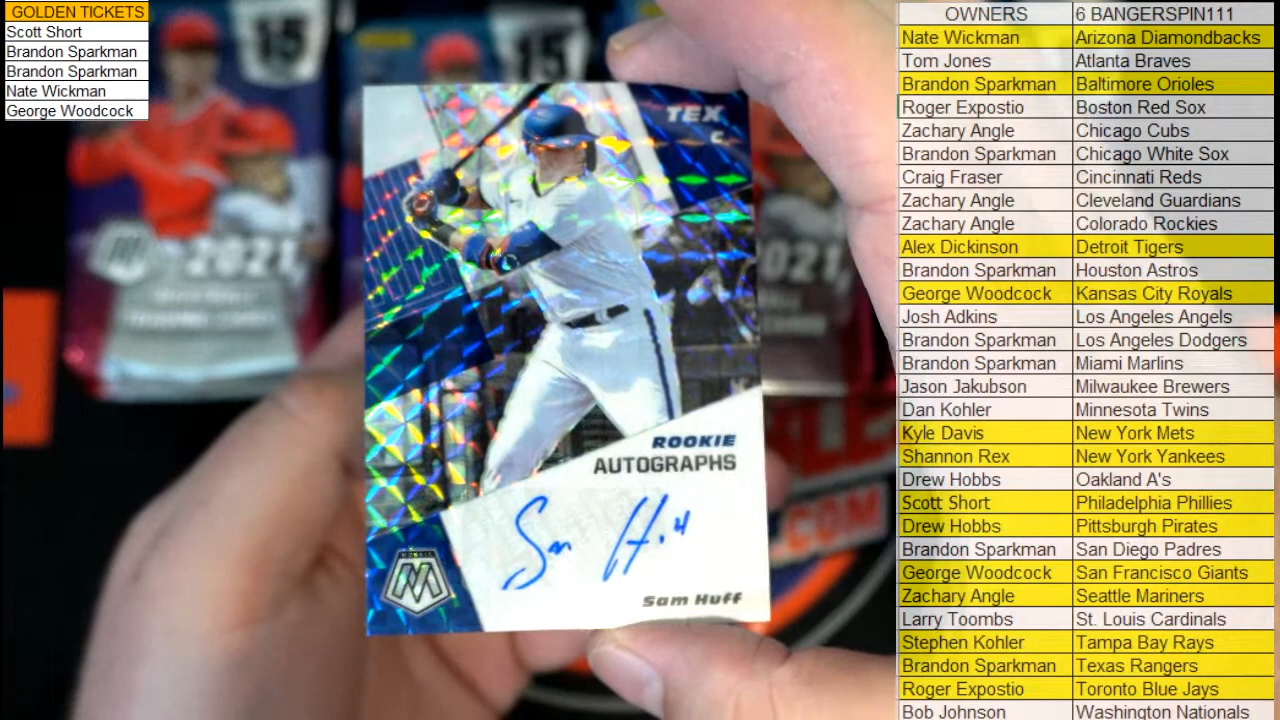 GOLDEN TICKETS
Scott Short
Brandon Sparkman
Brandon Sparkman
Nate Wickman
George Woodcock
15
15
2021
2021
TEX
C
ROOKIE
AUTOGRAPHS
Sam Huff
MOSAIC
M
.COM
OWNERS 6 BANGERSPIN111
Nate Wickman Arizona Diamondbacks
Tom Jones Atlanta Braves
Brandon Sparkman Baltimore Orioles
Roger Expostio Boston Red Sox
Zachary Angle Chicago Cubs
Brandon Sparkman Chicago White Sox
Craig Fraser Cincinnati Reds
Zachary Angle Cleveland Guardians
Zachary Angle Colorado Rockies
Alex Dickinson Detroit Tigers
Brandon Sparkman Houston Astros
George Woodcock Kansas City Royals
Josh Adkins Los Angeles Angels
Brandon Sparkman Los Angeles Dodgers
Brandon Sparkman Miami Marlins
Jason Jakubson Milwaukee Brewers
Dan Kohler Minnesota Twins
Kyle Davis New York Mets
Shannon Rex New York Yankees
Drew Hobbs Oakland A's
Scott Short Philadelphia Phillies
Drew Hobbs Pittsburgh Pirates
Brandon Sparkman San Diego Padres
George Woodcock San Francisco Giants
Zachary Angle Seattle Mariners
Larry Toombs St. Louis Cardinals
Stephen Kohler Tampa Bay Rays
Brandon Sparkman Texas Rangers
Roger Expostio Toronto Blue Jays
Bob Johnson Washington Nationals